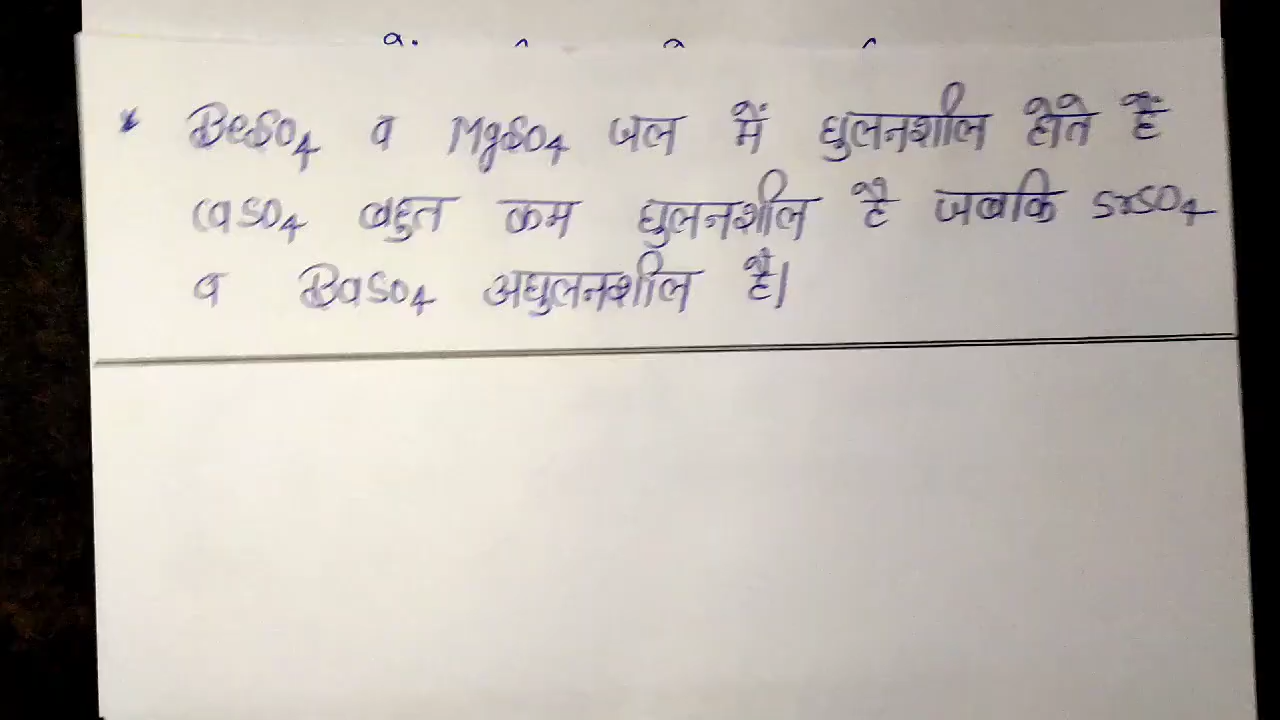 * BeSO4 व MgSO4 जल में घुलनशील होते हैं
CaSO4 बहुत कम घुलनशील है जबकि SrSO4
व BaSO4 अघुलनशील है।